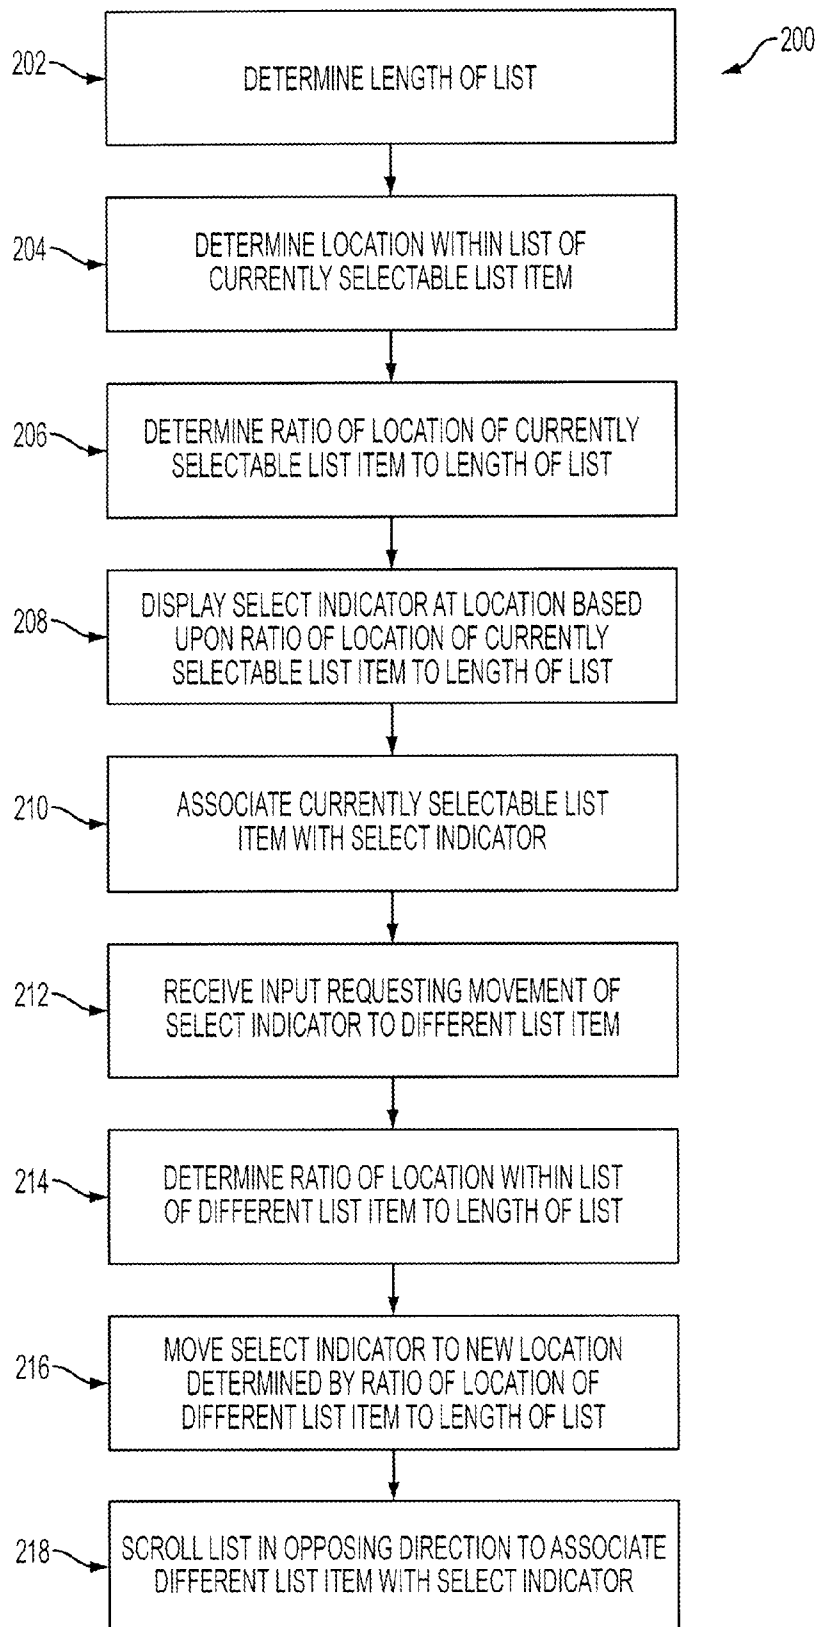 200
202
DETERMINE LENGTH OF LIST
204
DETERMINE LOCATION WITHIN LIST OF
CURRENTLY SELECTABLE LIST ITEM
206
DETERMINE RATIO OF LOCATION OF CURRENTLY
SELECTABLE LIST ITEM TO LENGTH OF LIST
208
DISPLAY SELECT INDICATOR AT LOCATION BASED
UPON RATIO OF LOCATION OF CURRENTLY
SELECTABLE LIST ITEM TO LENGTH OF LIST
210
ASSOCIATE CURRENTLY SELECTABLE LIST
ITEM WITH SELECT INDICATOR
212
RECEIVE INPUT REQUESTING MOVEMENT OF
SELECT INDICATOR TO DIFFERENT LIST ITEM
214
DETERMINE RATIO OF LOCATION WITHIN LIST
OF DIFFERENT LIST ITEM TO LENGTH OF LIST
216
MOVE SELECT INDICATOR TO NEW LOCATION
DETERMINED BY RATIO OF LOCATION OF
DIFFERENT LIST ITEM TO LENGTH OF LIST
218
SCROLL LIST IN OPPOSING DIRECTION TO ASSOCIATE
DIFFERENT LIST ITEM WITH SELECT INDICATOR